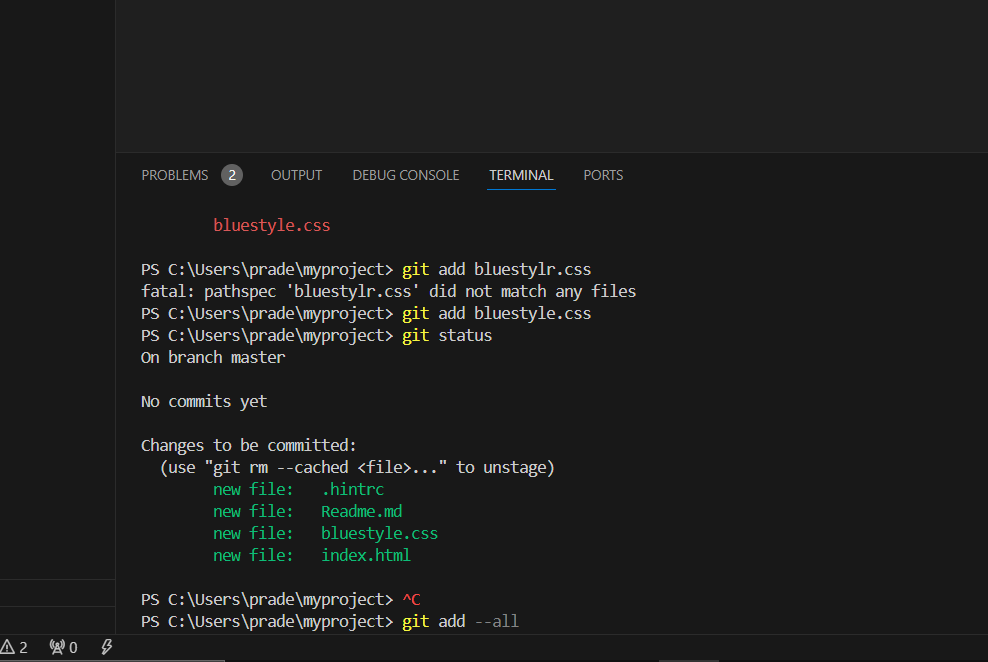 PROBLEMS 2 OUTPUT DEBUG CONSOLE TERMINAL PORTS
bluestyle.css
PS C:\Users\prade\myproject> git add bluestylr.css
fatal: pathspec 'bluestylr.css' did not match any files
PS C:\Users\prade\myproject> git add bluestyle.css
PS C:\Users\prade\myproject> git status
On branch master
No commits yet
Changes to be committed:
(use "git rm --cached <file>..." to unstage)
new file: .hintrc
new file: Readme.md
new file: bluestyle.css
new file: index.html
PS C:\Users\prade\myproject> ^C
PS C:\Users\prade\myproject> git add --all
2 0